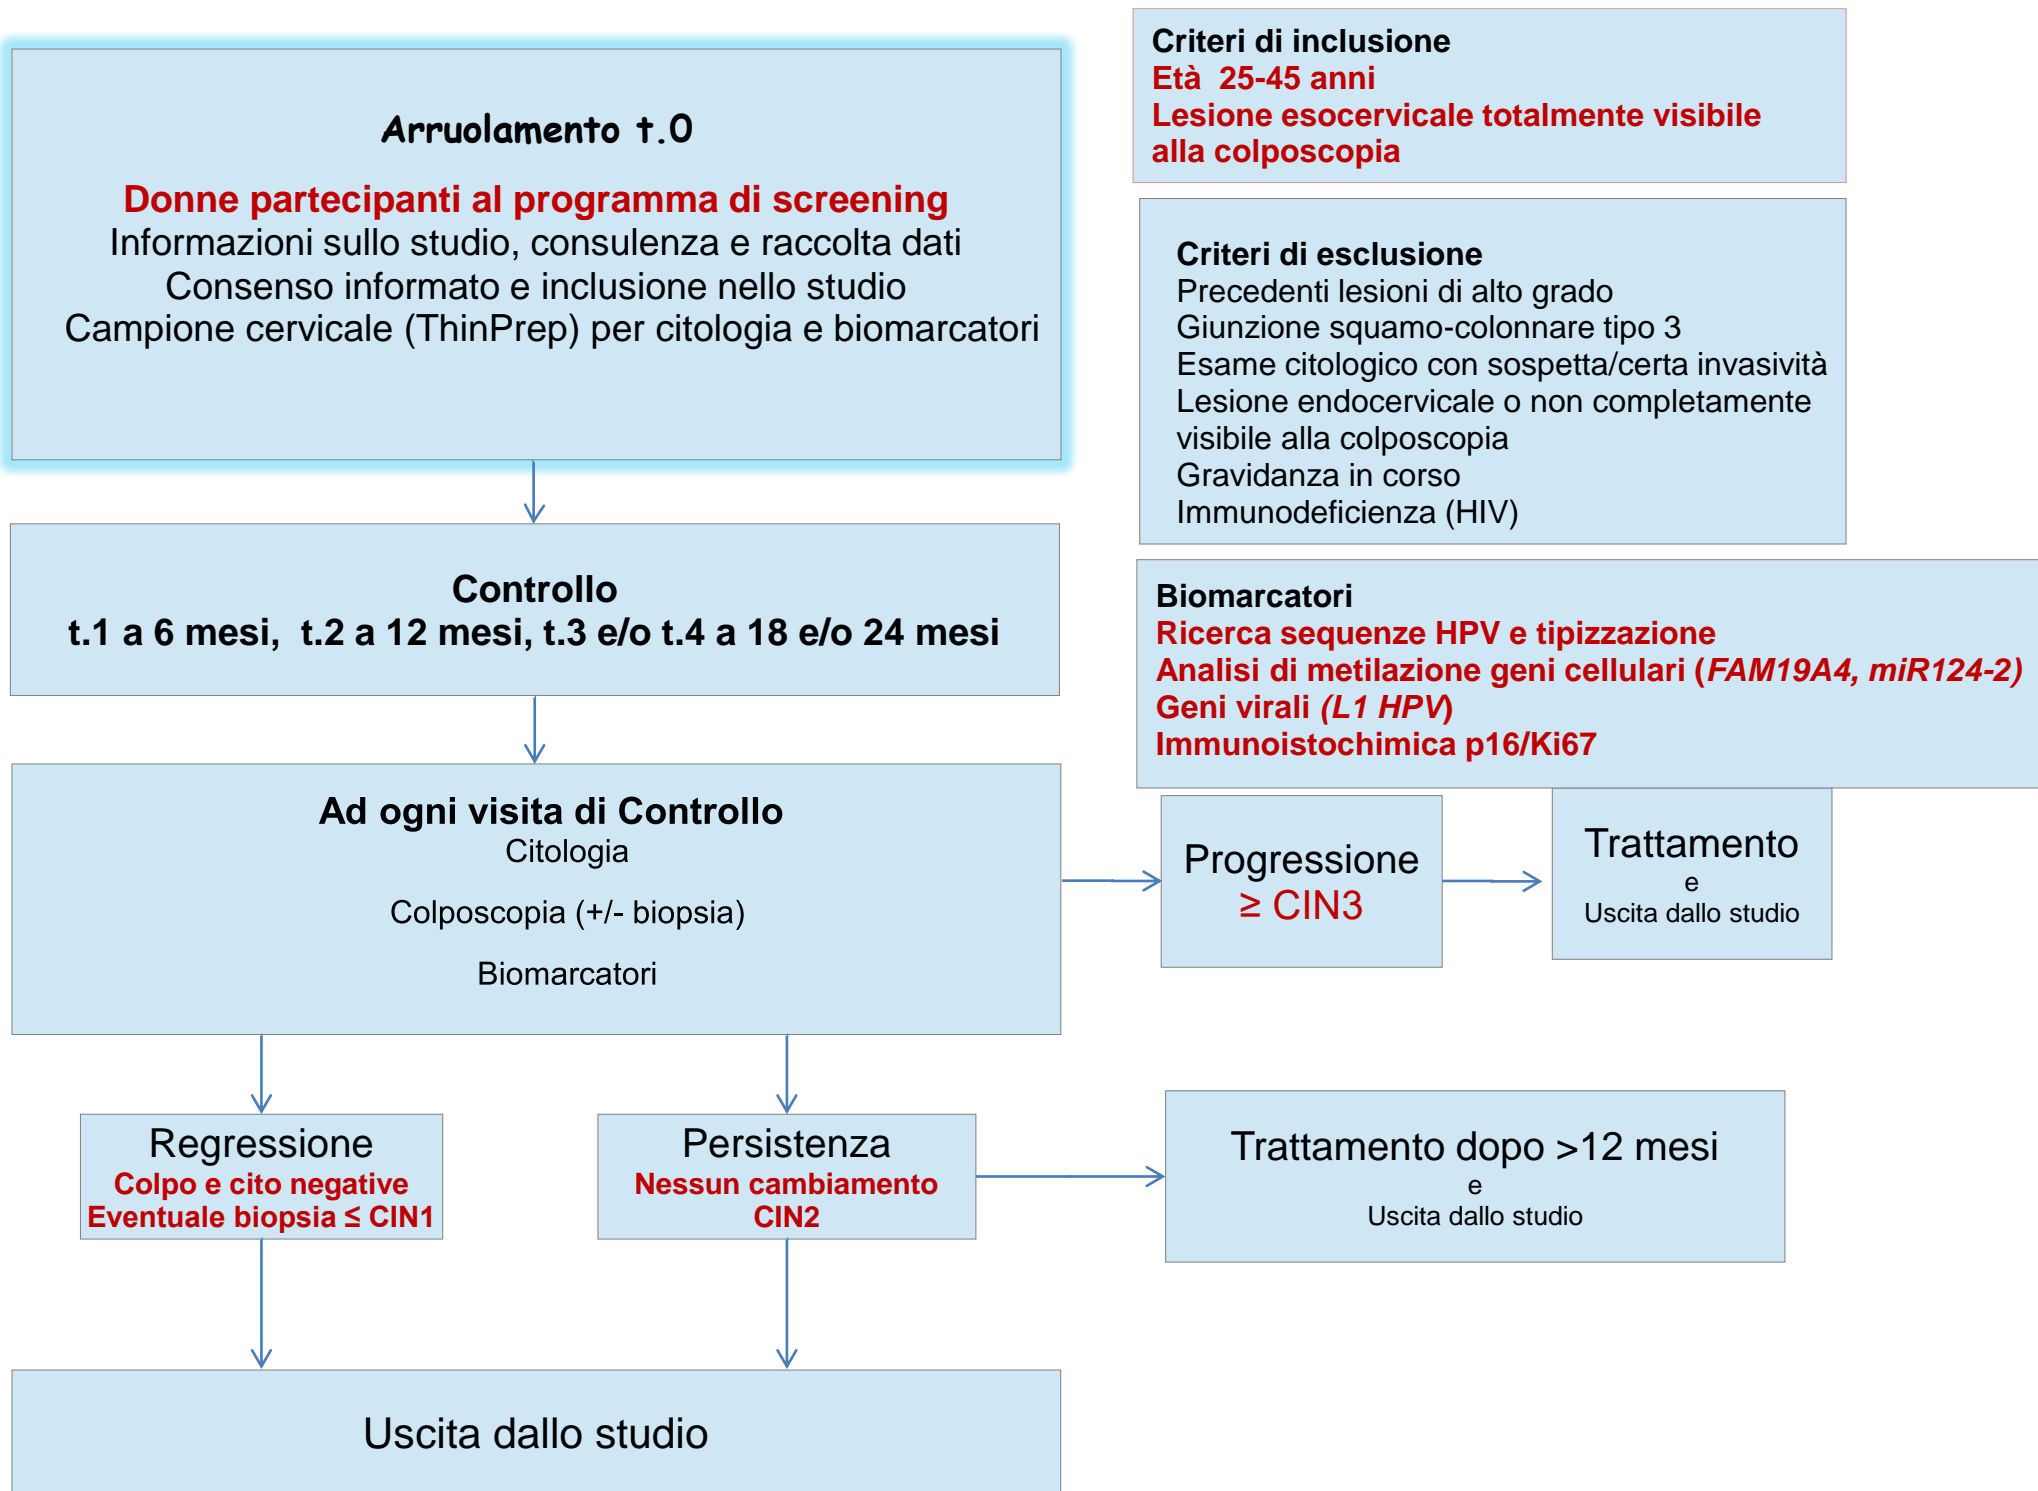 Arruolamento t.0
Donne partecipanti al programma di screening
Informazioni sullo studio, consulenza e raccolta dati
Consenso informato e inclusione nello studio
Campione cervicale (ThinPrep) per citologia e biomarcatori
Criteri di inclusione
Età 25-45 anni
Lesione esocervicale totalmente visibile
alla colposcopia
Criteri di esclusione
Precedenti lesioni di alto grado
Giunzione squamo-colonnare tipo 3
Esame citologico con sospetta/certa invasività
Lesione endocervicale o non completamente
visibile alla colposcopia
Gravidanza in corso
Immunodeficienza (HIV)
Controllo
t.1 a 6 mesi, t.2 a 12 mesi, t.3 e/o t.4 a 18 e/o 24 mesi
Biomarcatori
Ricerca sequenze HPV e tipizzazione
Analisi di metilazione geni cellulari (FAM19A4, miR124-2)
Geni virali (L1 HPV)
Immunoistochimica p16/Ki67
Ad ogni visita di Controllo
Citologia
Colposcopia (+/- biopsia)
Biomarcatori
Progressione
≥ CIN3
Trattamento
e
Uscita dallo studio
Regressione
Colpo e cito negative
Eventuale biopsia ≤ CIN1
Persistenza
Nessun cambiamento
CIN2
Trattamento dopo >12 mesi
e
Uscita dallo studio
Uscita dallo studio